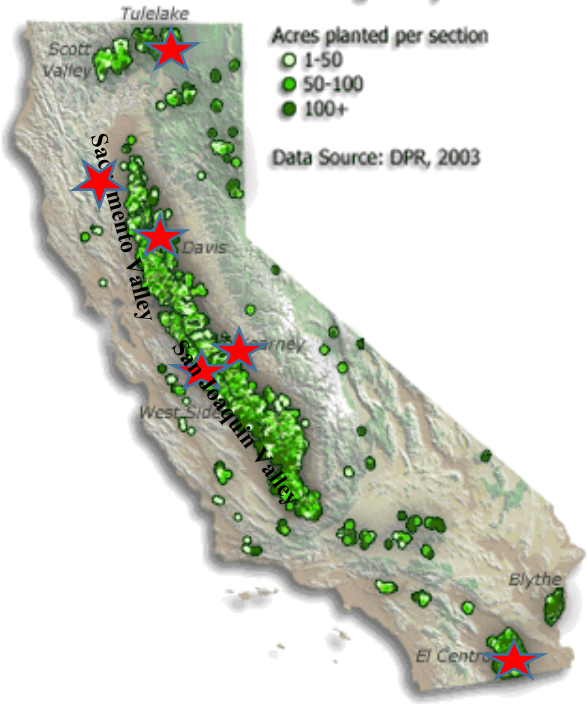 Tulelake
Acres planted per section
Scott
Valley
1-50
50-100
100+
Data Source: DPR, 2003
Sacramento Valley
Davis
San Joaquin Valley
West Side
Blythe
El Centro